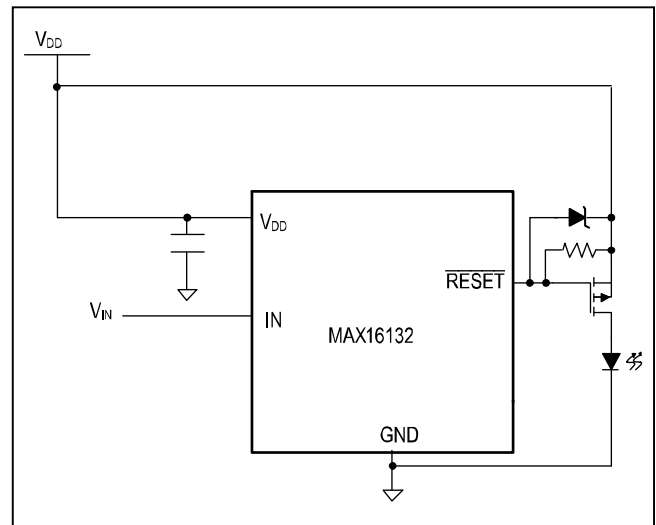 VDD
VDD
RESET
VIN
IN
MAX16132
GND